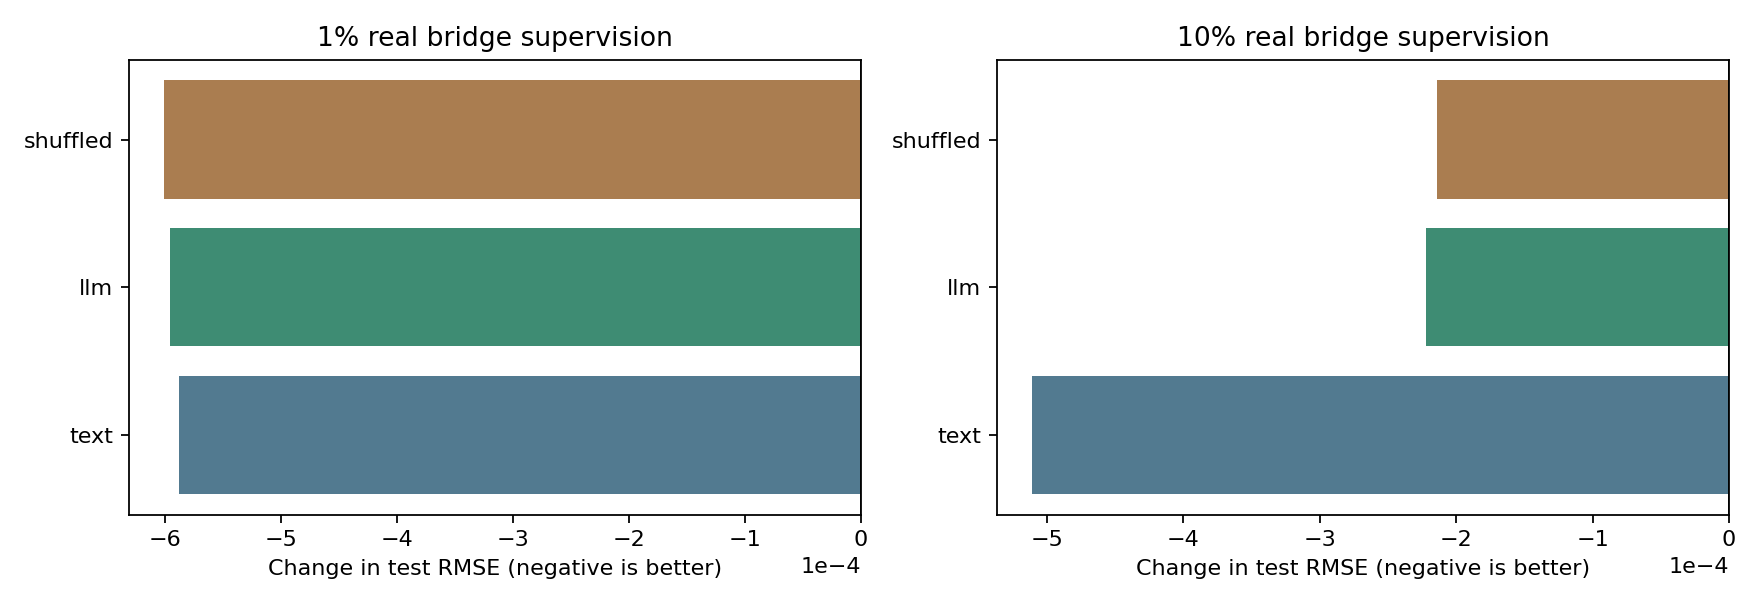 1% real bridge supervision
shuffled
llm
text
−6 −5 −4 −3 −2 −1 0
1e−4
Change in test RMSE (negative is better)
10% real bridge supervision
shuffled
llm
text
−5 −4 −3 −2 −1 0
1e−4
Change in test RMSE (negative is better)